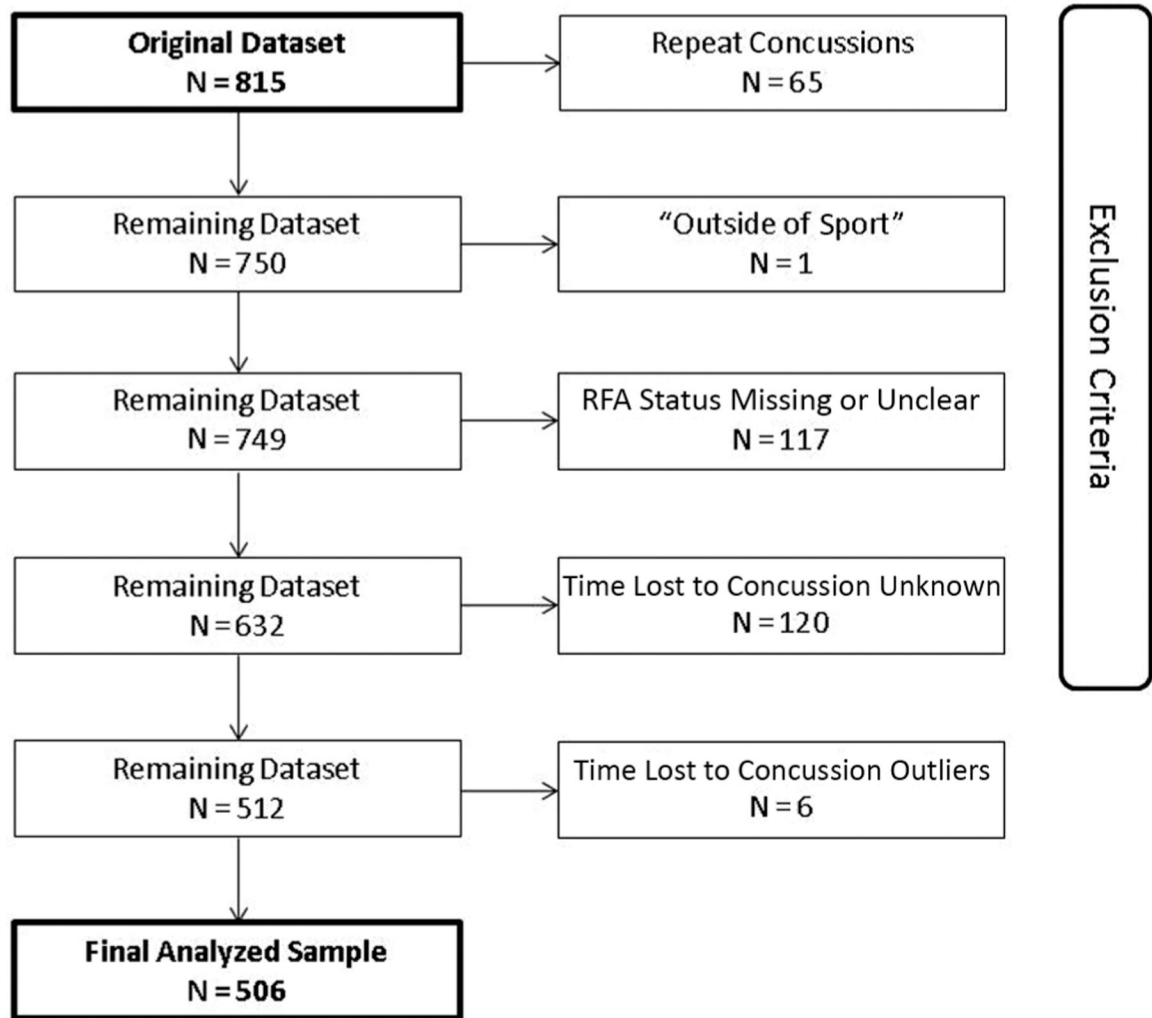 Original Dataset
N = 815
Repeat Concussions
N = 65
Remaining Dataset
N = 750
“Outside of Sport”
N = 1
Remaining Dataset
N = 749
RFA Status Missing or Unclear
N = 117
Remaining Dataset
N = 632
Time Lost to Concussion Unknown
N = 120
Remaining Dataset
N = 512
Time Lost to Concussion Outliers
N = 6
Final Analyzed Sample
N = 506
Exclusion Criteria